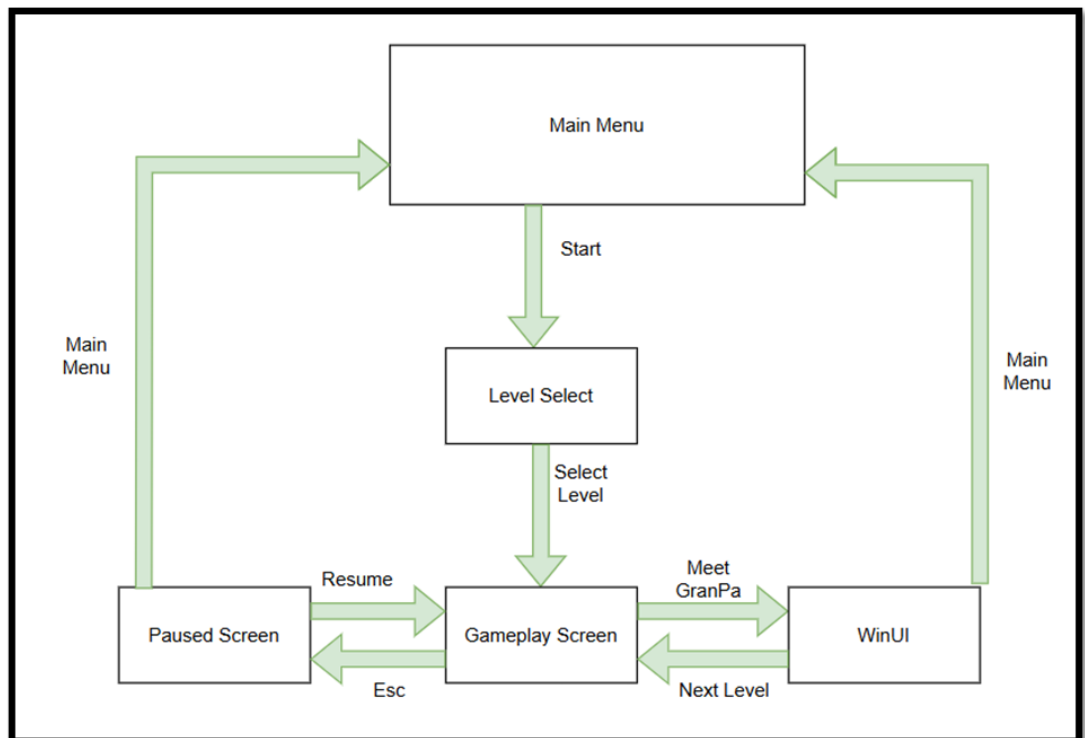 Main Menu
Start
Main
Menu
Main
Menu
Level Select
Select
Level
Resume
Meet
GranPa
Paused Screen
Gameplay Screen
WinUI
Esc
Next Level